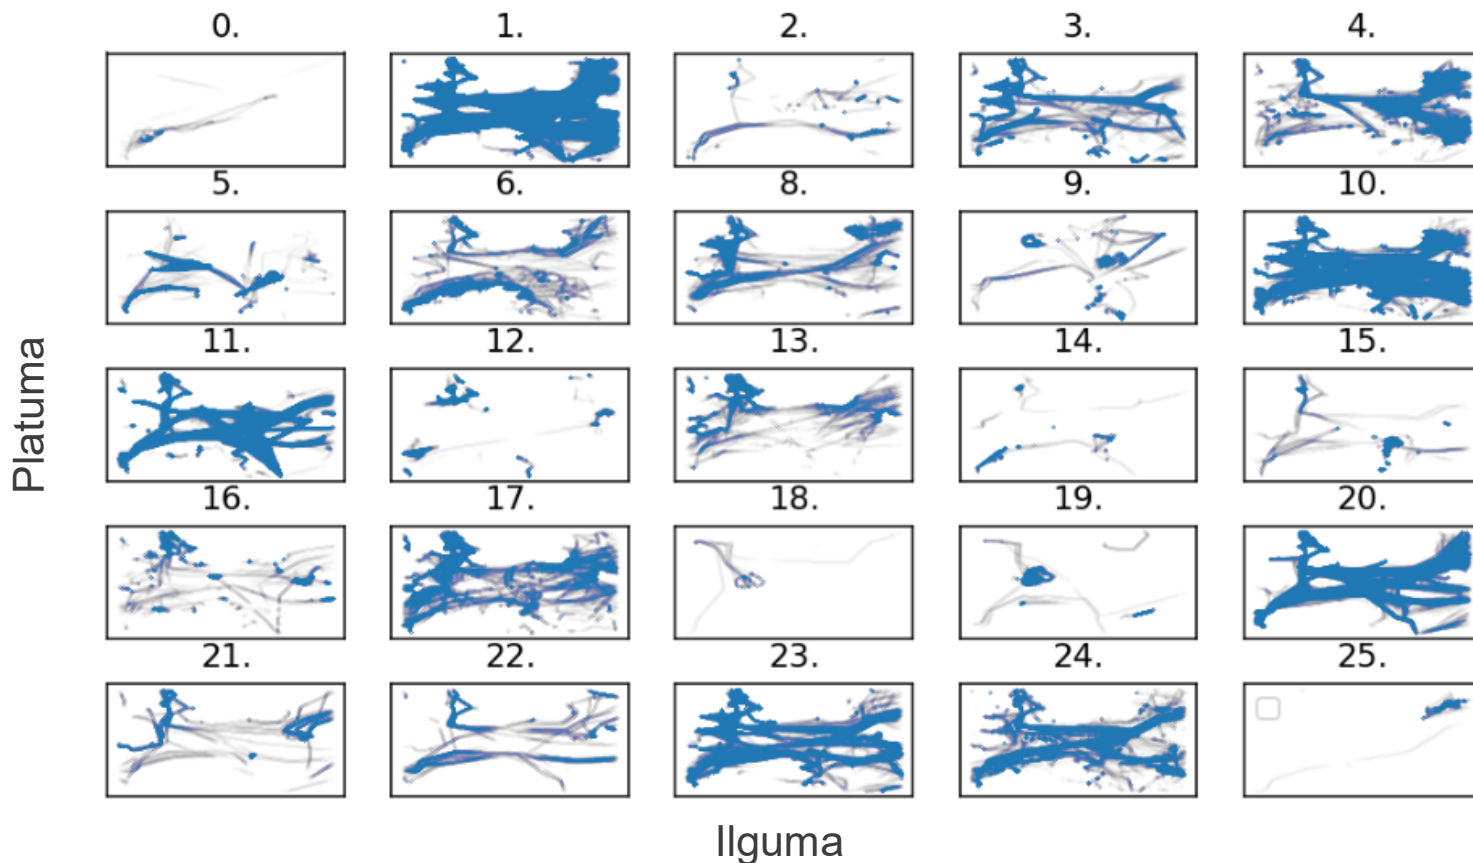 0. 1. 2. 3. 4.
5. 6. 8. 9. 10.
Platuma
11. 12. 13. 14. 15.
16. 17. 18. 19. 20.
21. 22. 23. 24. 25.
Ilguma